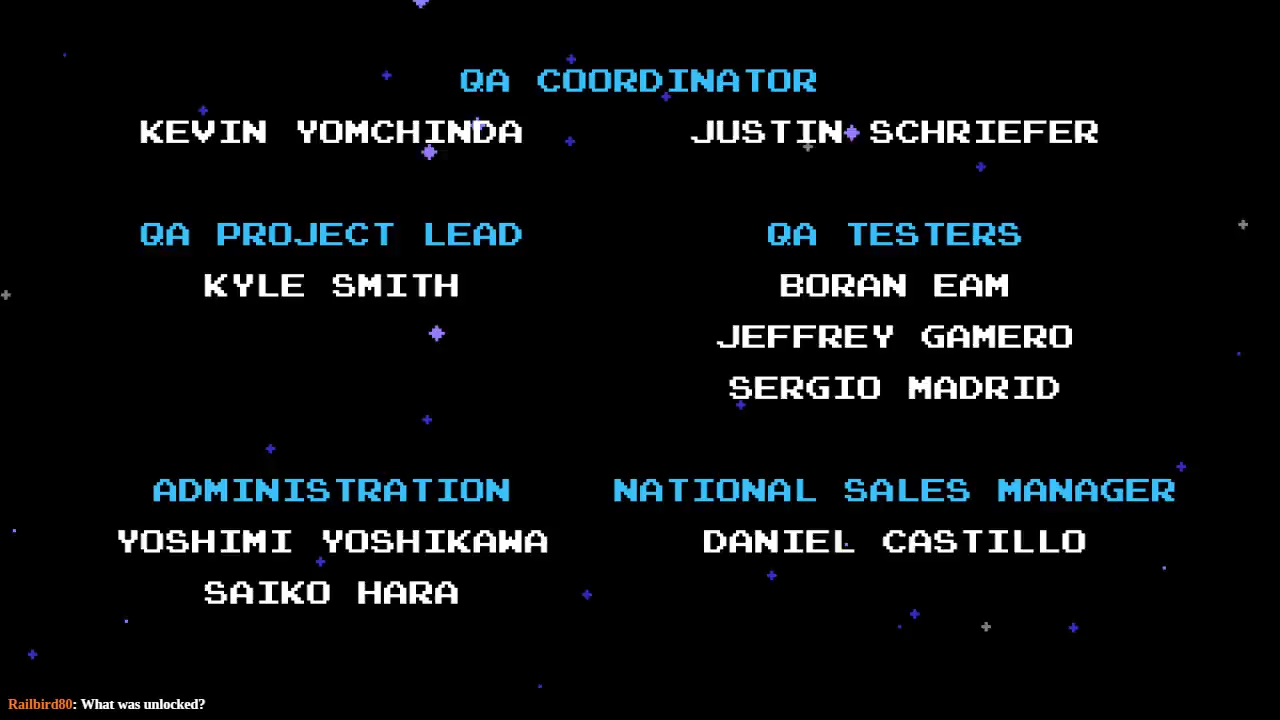 QA COORDINATOR
KEVIN YOMCHINDA JUSTIN SCHRIEFER
QA PROJECT LEAD
KYLE SMITH
QA TESTERS
BORAN EAM
JEFFREY GAMERO
SERGIO MADRID
ADMINISTRATION
YOSHIMI YOSHIKAWA
SAIKO HARA
NATIONAL SALES MANAGER
DANIEL CASTILLO
Railbird80: What was unlocked?